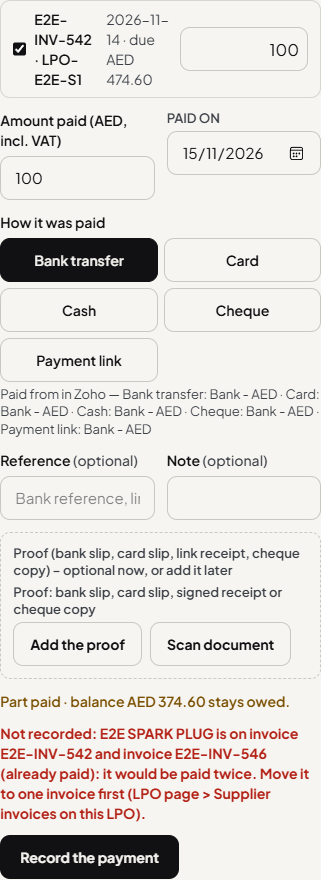 E2E-
INV-542
· LPO-
E2E-S1
2026-11-
14 · due
AED
474.60
100
Amount paid (AED,
incl. VAT)
100
PAID ON
15/11/2026
How it was paid
Bank transfer
Card
Cash
Cheque
Payment link
Paid from in Zoho — Bank transfer: Bank - AED · Card:
Bank - AED · Cash: Bank - AED · Cheque: Bank - AED ·
Payment link: Bank - AED
Reference (optional)
Note (optional)
Bank reference, lir
Proof (bank slip, card slip, link receipt, cheque
copy) – optional now, or add it later
Proof: bank slip, card slip, signed receipt or
cheque copy
Add the proof
Scan document
Part paid · balance AED 374.60 stays owed.
Not recorded: E2E SPARK PLUG is on invoice
E2E-INV-542 and invoice E2E-INV-546
(already paid): it would be paid twice. Move it
to one invoice first (LPO page > Supplier
invoices on this LPO).
Record the payment